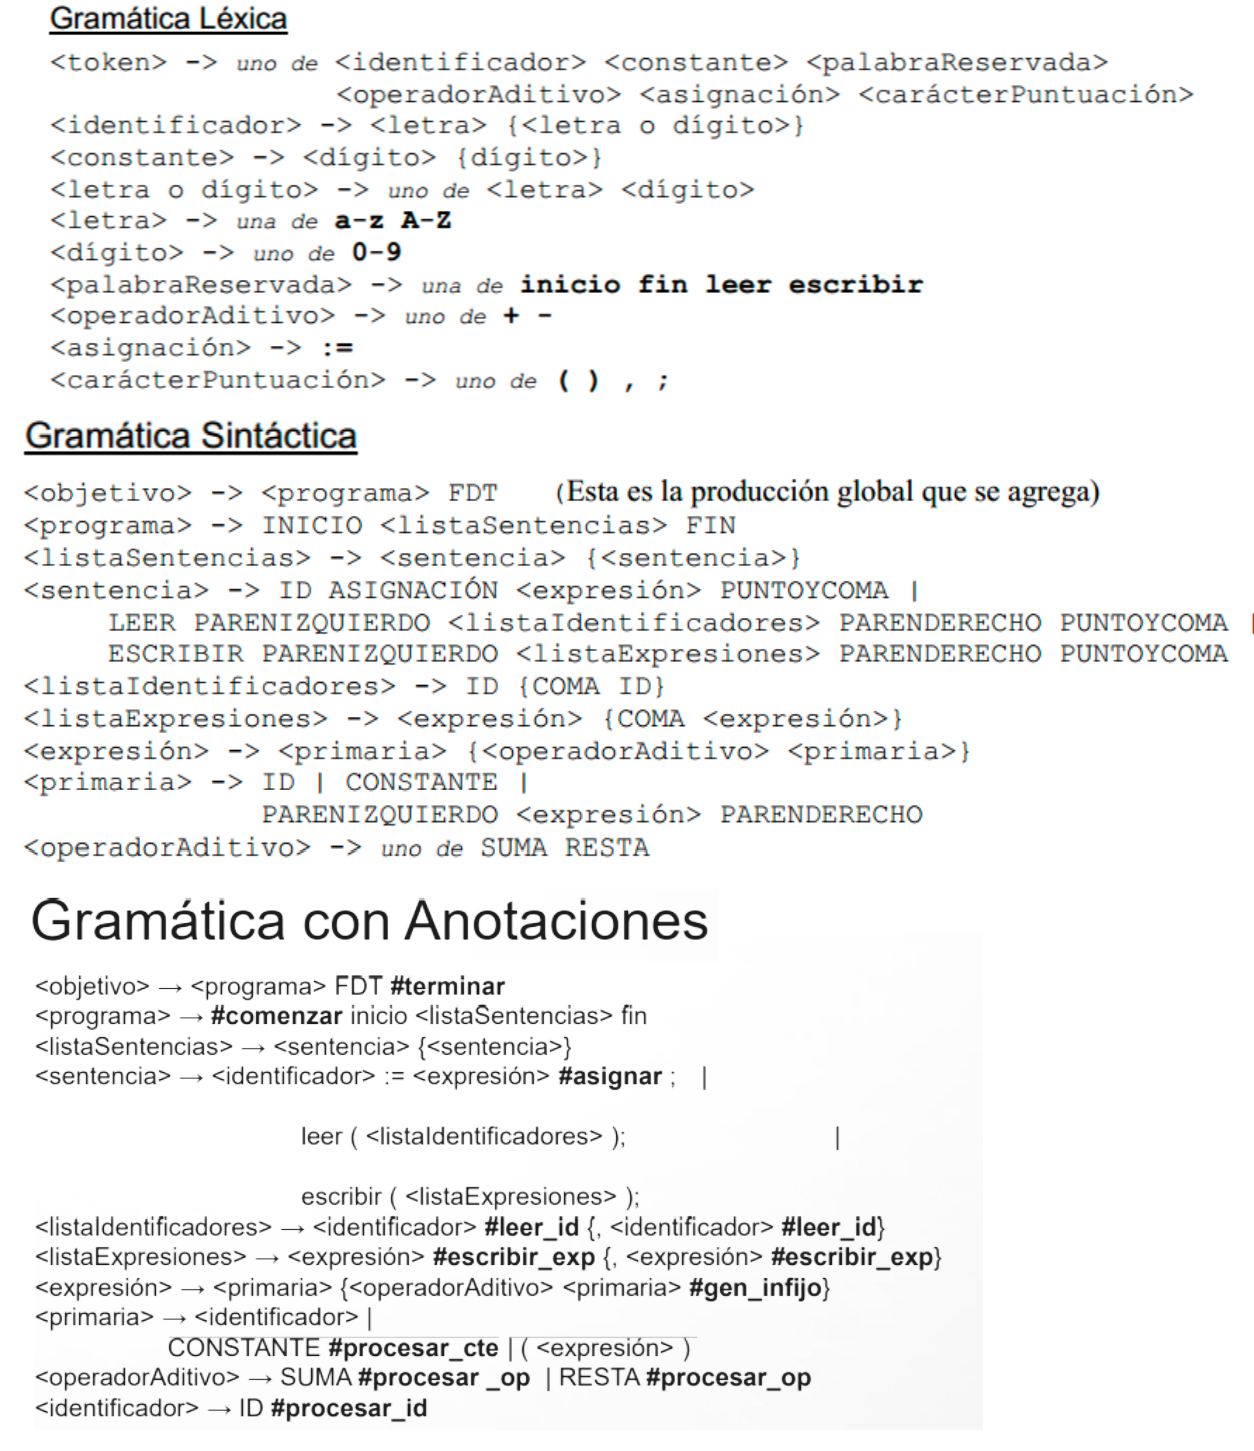 Gramática Léxica
<token> -> uno de <identificador> <constante> <palabraReservada>
<operadorAditivo> <asignación> <carácterPuntuación>
<identificador> -> <letra> {<letra o dígito>}
<constante> -> <dígito> {dígito>}
<letra o dígito> -> uno de <letra> <dígito>
<letra> -> una de a-z A-Z
<dígito> -> uno de 0-9
<palabraReservada> -> una de inicio fin leer escribir
<operadorAditivo> -> uno de + -
<asignación> -> :=
<carácterPuntuación> -> uno de ( ) , ;
Gramática Sintáctica
<objetivo> -> <programa> FDT (Esta es la producción global que se agrega)
<programa> -> INICIO <listaSentencias> FIN
<listaSentencias> -> <sentencia> {<sentencia>}
<sentencia> -> ID ASIGNACIÓN <expresión> PUNTOYCOMA |
LEER PARENIZQUIERDO <listaIdentificadores> PARENDERECHO PUNTOYCOMA |
ESCRIBIR PARENIZQUIERDO <listaExpresiones> PARENDERECHO PUNTOYCOMA
<listaIdentificadores> -> ID {COMA ID}
<listaExpresiones> -> <expresión> {COMA <expresión>}
<expresión> -> <primaria> {<operadorAditivo> <primaria>}
<primaria> -> ID | CONSTANTE |
PARENIZQUIERDO <expresión> PARENDERECHO
<operadorAditivo> -> uno de SUMA RESTA
Gramática con Anotaciones
<objetivo> → <programa> FDT #terminar
<programa> → #comenzar inicio <listaSentencias> fin
<listaSentencias> → <sentencia> {<sentencia>}
<sentencia> → <identificador> := <expresión> #asignar ; |
leer ( <listaIdentificadores> ); |
escribir ( <listaExpresiones> );
<listaIdentificadores> → <identificador> #leer_id {, <identificador> #leer_id}
<listaExpresiones> → <expresión> #escribir_exp {, <expresión> #escribir_exp}
<expresión> → <primaria> {<operadorAditivo> <primaria> #gen_infijo}
<primaria> → <identificador> |
CONSTANTE #procesar_cte | ( <expresión> )
<operadorAditivo> → SUMA #procesar _op | RESTA #procesar_op
<identificador> → ID #procesar_id